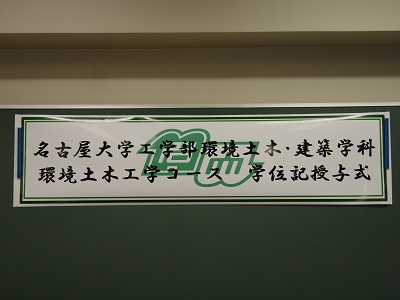 名古屋大学工学部環境土木・建築学科
環境土木工学コース　学位記授与式